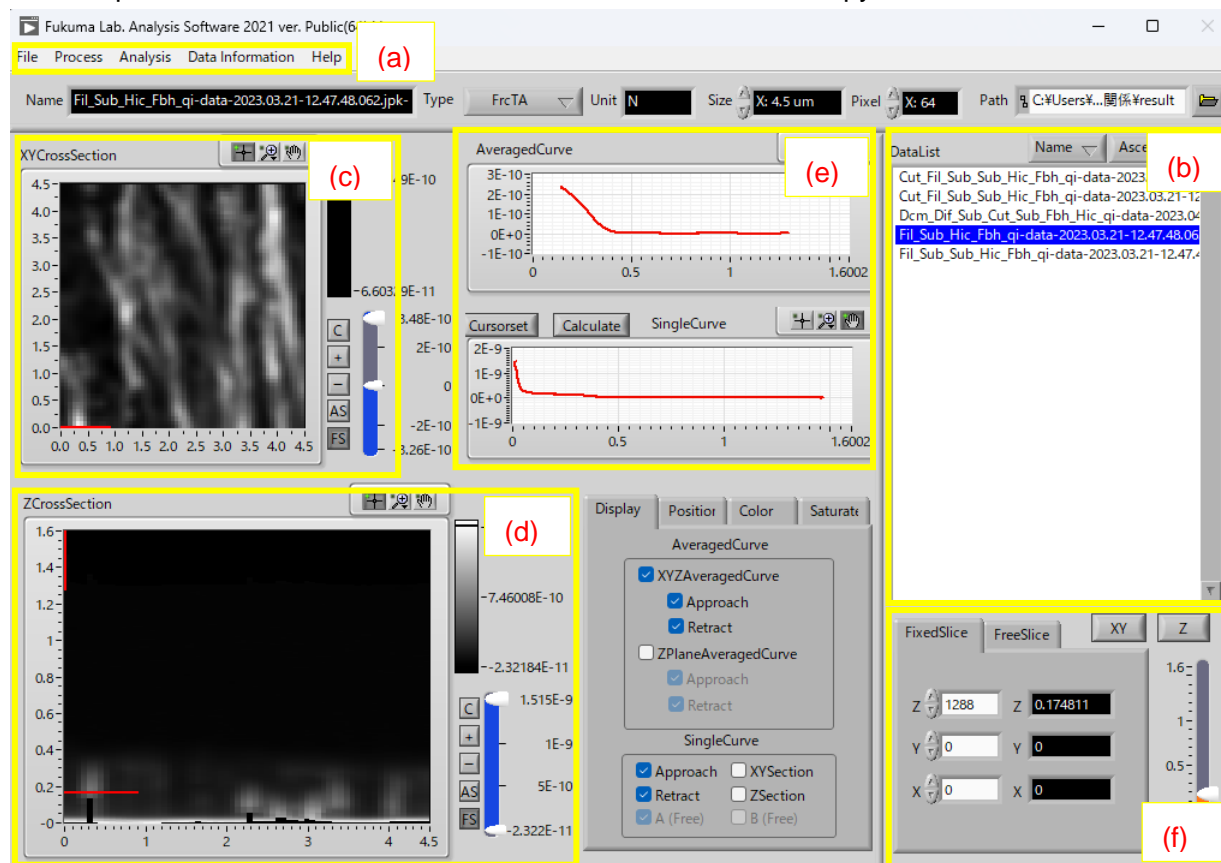 Fukuma Lab. Analysis Software 2021 ver. Public(64
File Process Analysis Data Information Help
(a)
Name Fil_Sub_Hic_Fbh_qi-data-2023.03.21-12.47.48.062.jpk- Type FrcTA Unit N Size X: 4.5 um Pixel X: 64 Path C:¥Users¥...関係¥result
XYCrossSection
(c)
9E-10
4.5
4.0
3.5
3.0
2.5
2.0
1.5
1.0
0.5
0.0
0.0 0.5 1.0 1.5 2.0 2.5 3.0 3.5 4.0 4.5
-6.60329E-11
C
+
−
AS
FS
3.48E-10
2E-10
0
-2E-10
-3.26E-10
AveragedCurve
(e)
3E-10
2E-10
1E-10
0E+0
-1E-10
0 0.5 1 1.6002
Cursorset Calculate SingleCurve
2E-9
1E-9
0E+0
-1E-9
0 0.5 1 1.6002
DataList Name Asce
(b)
Cut_Fil_Sub_Sub_Hic_Fbh_qi-data-2023.
Cut_Fil_Sub_Sub_Hic_Fbh_qi-data-2023.03.21-12
Dcm_Dif_Sub_Cut_Sub_Fbh_Hic_qi-data-2023.04
Fil_Sub_Hic_Fbh_qi-data-2023.03.21-12.47.48.06
Fil_Sub_Sub_Hic_Fbh_qi-data-2023.03.21-12.47.4
ZCrossSection
(d)
1.6
1.4
1.2
1
0.8
0.6
0.4
0.2
-0
0 1 2 3 4 4.5
-7.46008E-10
--2.32184E-11
C
+
−
AS
FS
1.515E-9
1E-9
5E-10
-2.322E-11
Display Position Color Saturate
AveragedCurve
XYZAveragedCurve
Approach
Retract
ZPlaneAveragedCurve
Approach
Retract
SingleCurve
Approach XYSection
Retract ZSection
A (Free) B (Free)
FixedSlice FreeSlice XY Z
Z 1288 Z 0.174811
Y 0 Y 0
X 0 X 0
1.6
1
0.5
(f)